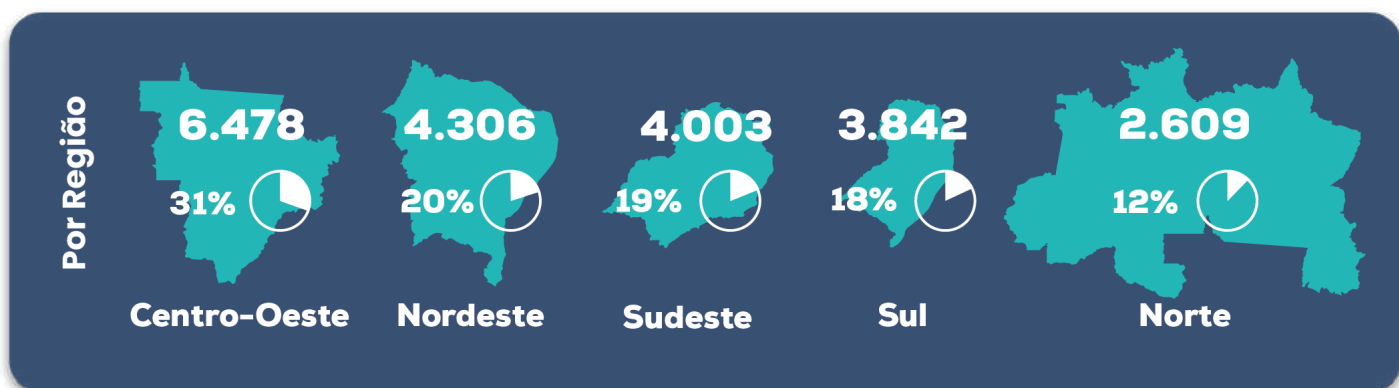 Por Região
6.478
31%
Centro-Oeste
4.306
20%
Nordeste
4.003
19%
Sudeste
3.842
18%
Sul
2.609
12%
Norte